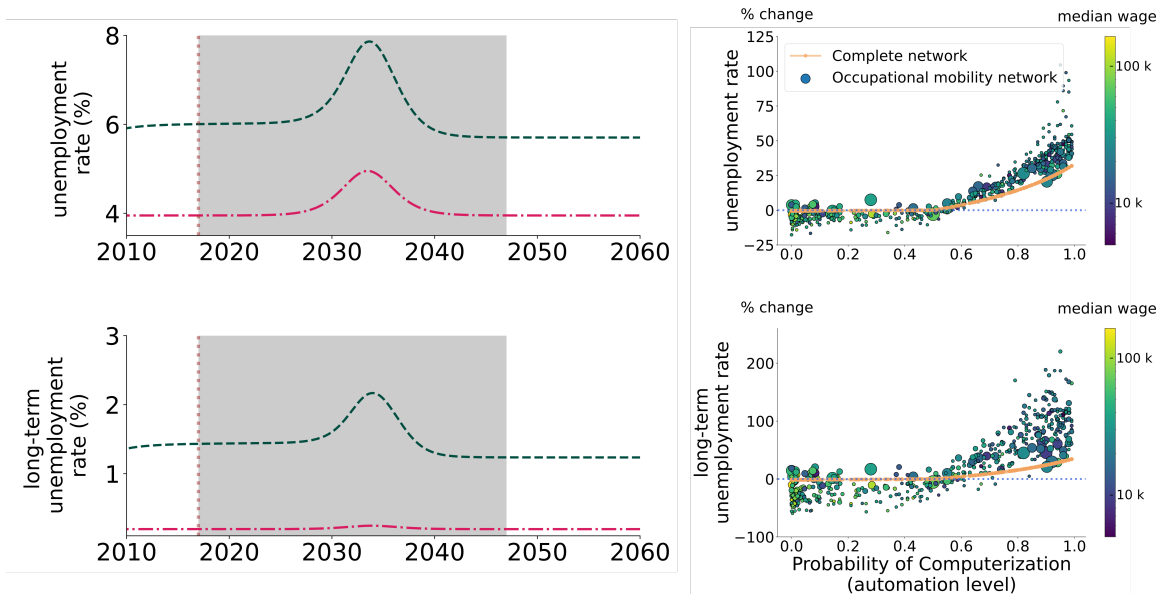 unemployment
rate (%)
8
6
4
2010 2020 2030 2040 2050 2060
long-term
unemployment
rate (%)
3
2
1
2010 2020 2030 2040 2050 2060
% change
median wage
unemployment rate
125
100
75
50
25
0
−25
Complete network
Occupational mobility network
0.0 0.2 0.4 0.6 0.8 1.0
100 k
10 k
% change
median wage
long-term
unemployment rate
200
100
0
−100
0.0 0.2 0.4 0.6 0.8 1.0
100 k
10 k
Probability of Computerization
(automation level)